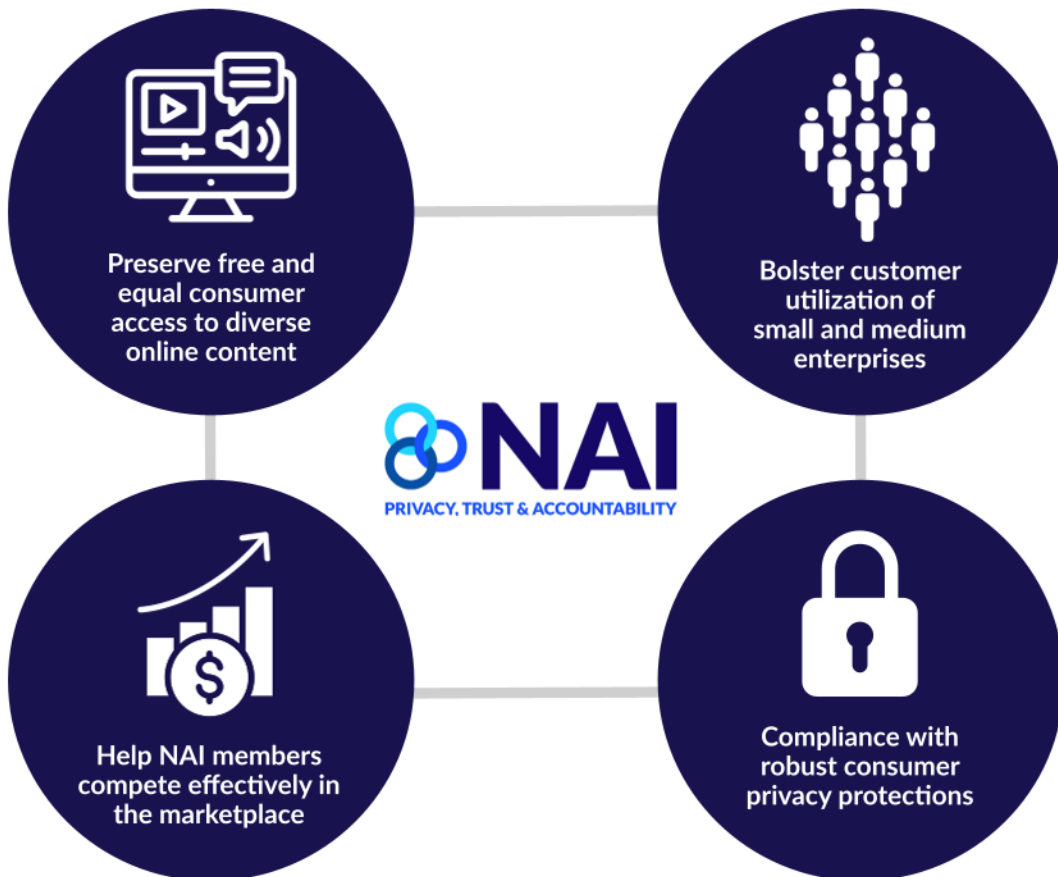 Preserve free and
equal consumer
access to diverse
online content
Bolster customer
utilization of
small and medium
enterprises
NAI
PRIVACY, TRUST & ACCOUNTABILITY
$
Help NAI members
compete effectively in
the marketplace
Compliance with
robust consumer
privacy protections